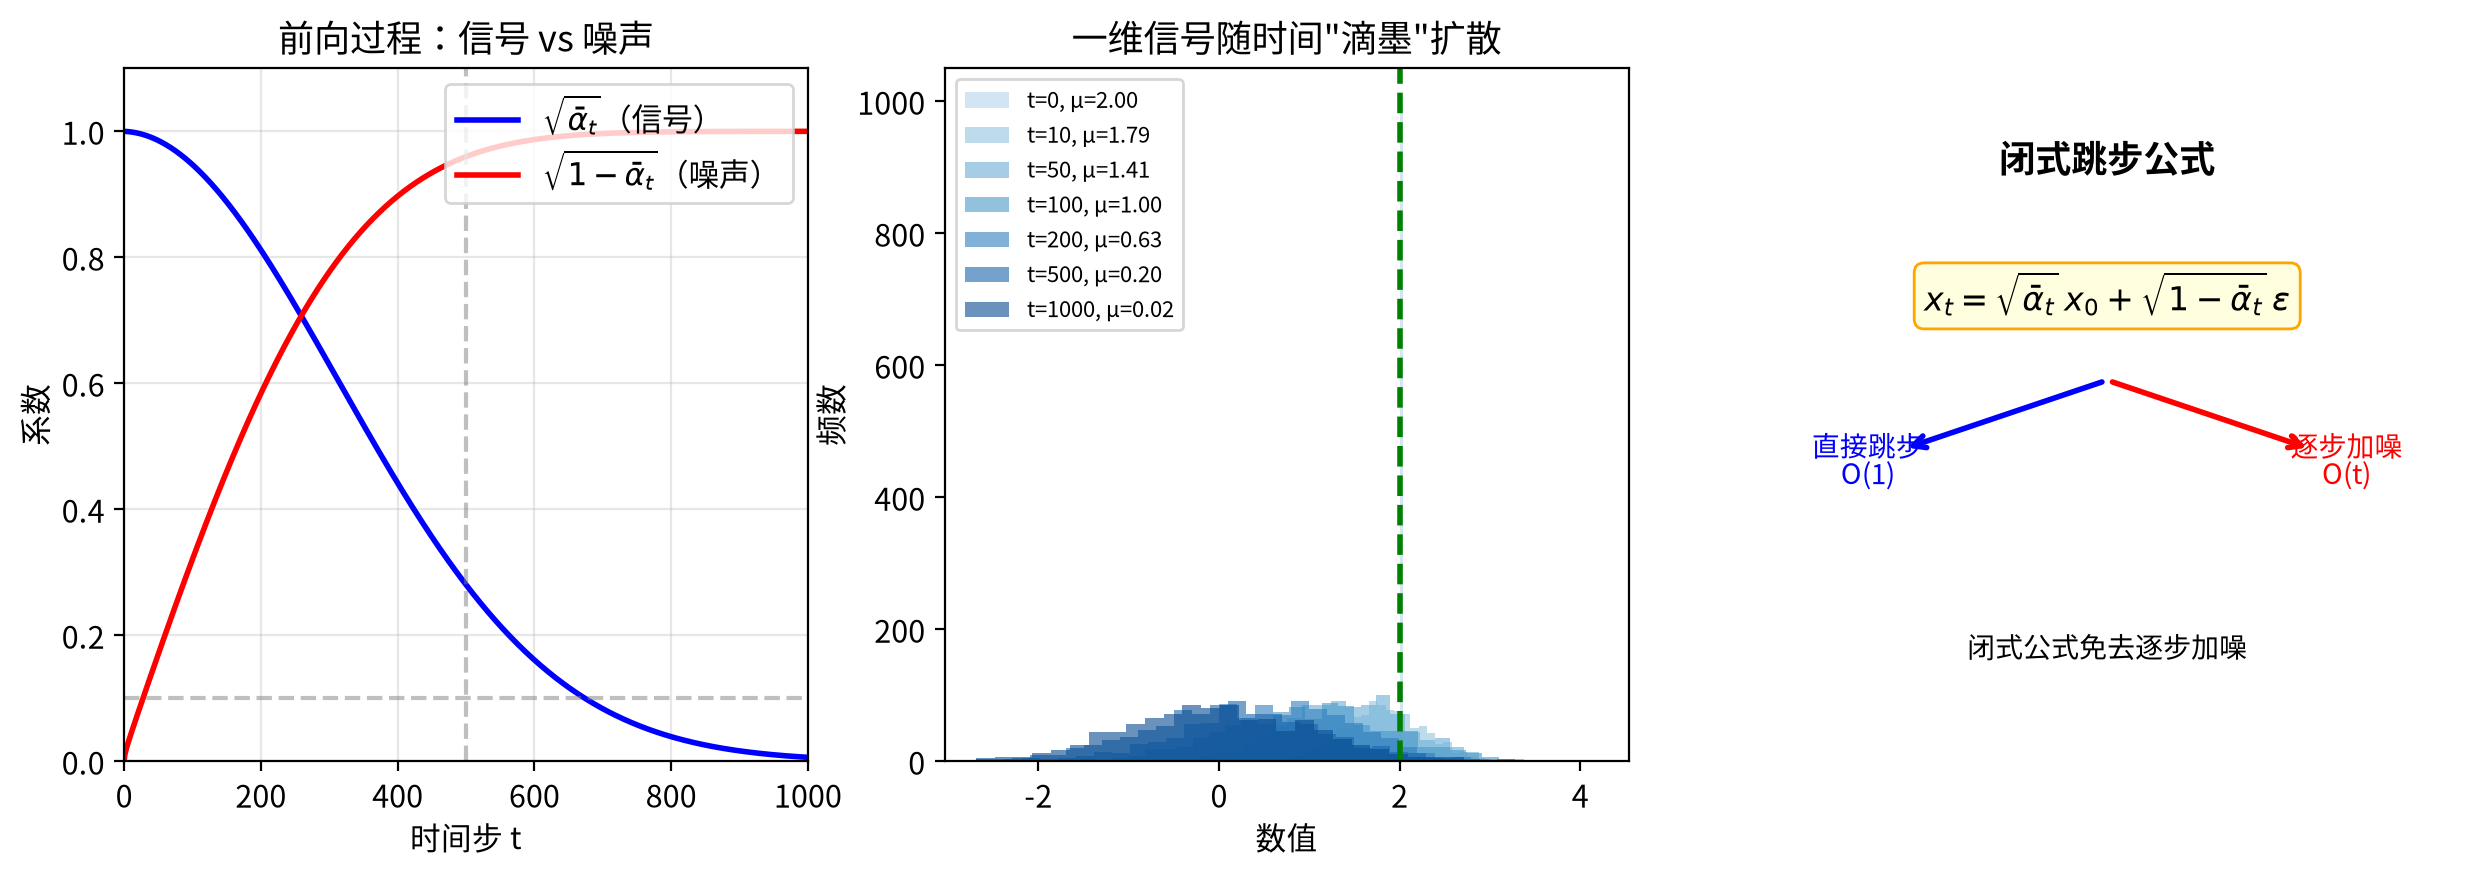 前向过程：信号 vs 噪声
√ᾱₜ（信号）
√1 − ᾱₜ（噪声）
系数
1.0
0.8
0.6
0.4
0.2
0.0
0 200 400 600 800 1000
时间步 t
一维信号随时间"滴墨"扩散
t=0, μ=2.00
t=10, μ=1.79
t=50, μ=1.41
t=100, μ=1.00
t=200, μ=0.63
t=500, μ=0.20
t=1000, μ=0.02
频数
1000
800
600
400
200
0
-2 0 2 4
数值
闭式跳步公式
xₜ = √ᾱₜ x₀ + √1 − ᾱₜ ε
直接跳步
O(1)
逐步加噪
O(t)
闭式公式免去逐步加噪